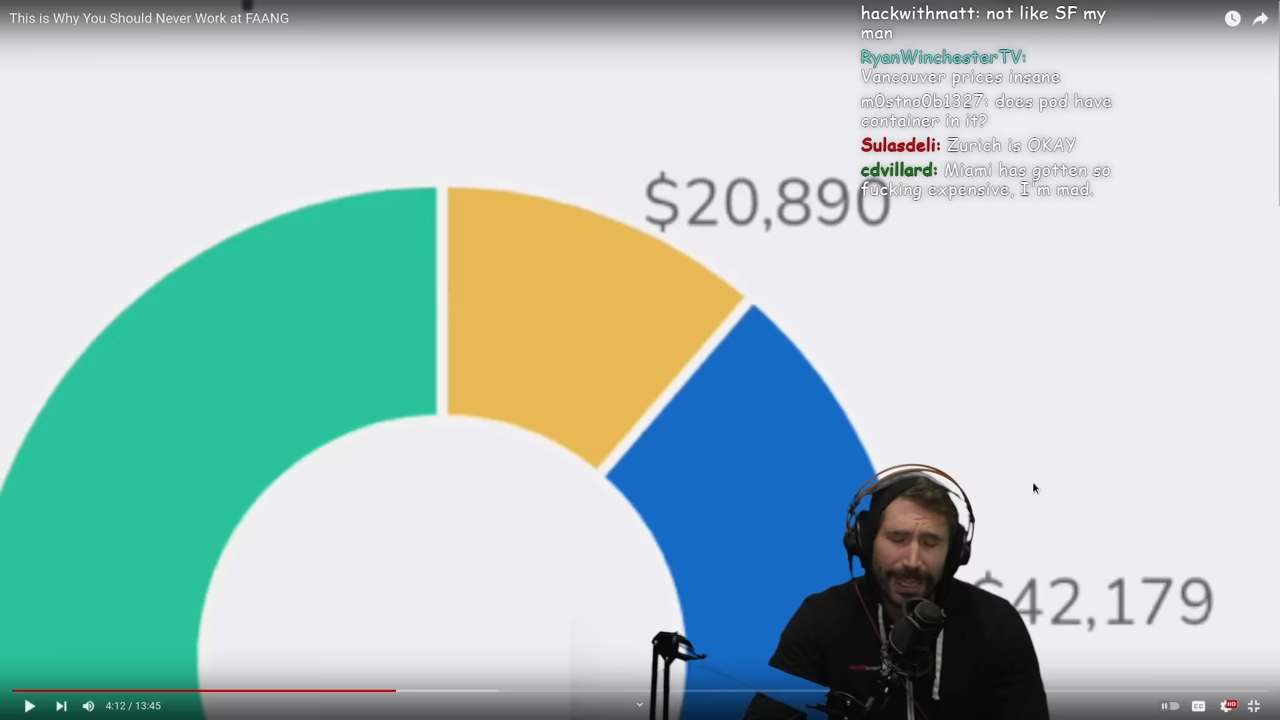 This is Why You Should Never Work at FAANG
hackwithmatt: not like SF my
man
RyanWinchesterTV:
Vancouver prices insane
m0stno0b1327: does pod have
container in it?
Sulasdeli: Zurich is OKAY
cdvillard: Miami has gotten so
fucking expensive, I'm mad.
$20,890
$42,179
4:12 / 13:45
CC
HD